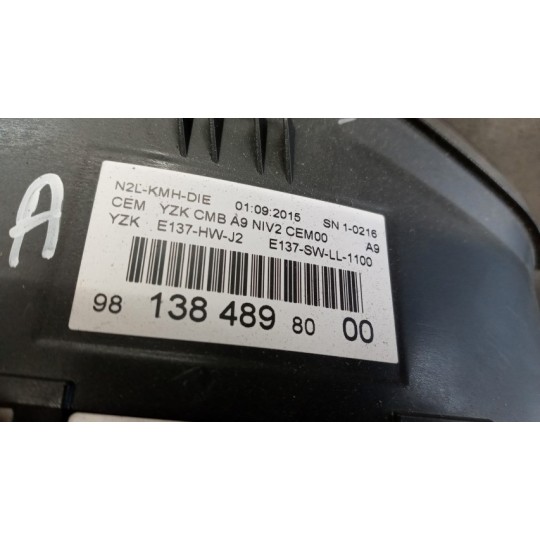 N2L-KMH-DIE 01:09:2015 SN 1-0216
CEM YZK CMB A9 NIV2 CEM00 A9
YZK E137-HW-J2 E137-SW-LL-1100
98 138 489 80 00
A